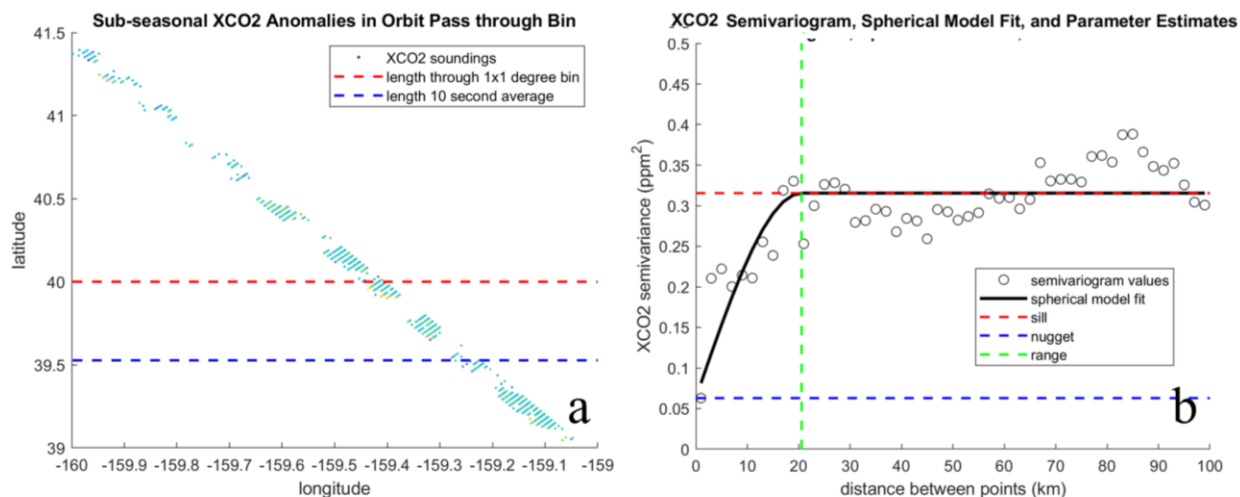 Sub-seasonal XCO2 Anomalies in Orbit Pass through Bin
41.5
41
40.5
40
39.5
39
latitude
XCO2 soundings
length through 1x1 degree bin
length 10 second average
a
-160 -159.9 -159.8 -159.7 -159.6 -159.5 -159.4 -159.3 -159.2 -159.1 -159
longitude
XCO2 Semivariogram, Spherical Model Fit, and Parameter Estimates
0.5
0.45
0.4
0.35
0.3
0.25
0.2
0.15
0.1
0.05
0
XCO2 semivariance (ppm²)
semivariogram values
spherical model fit
sill
nugget
range
b
0 10 20 30 40 50 60 70 80 90 100
distance between points (km)